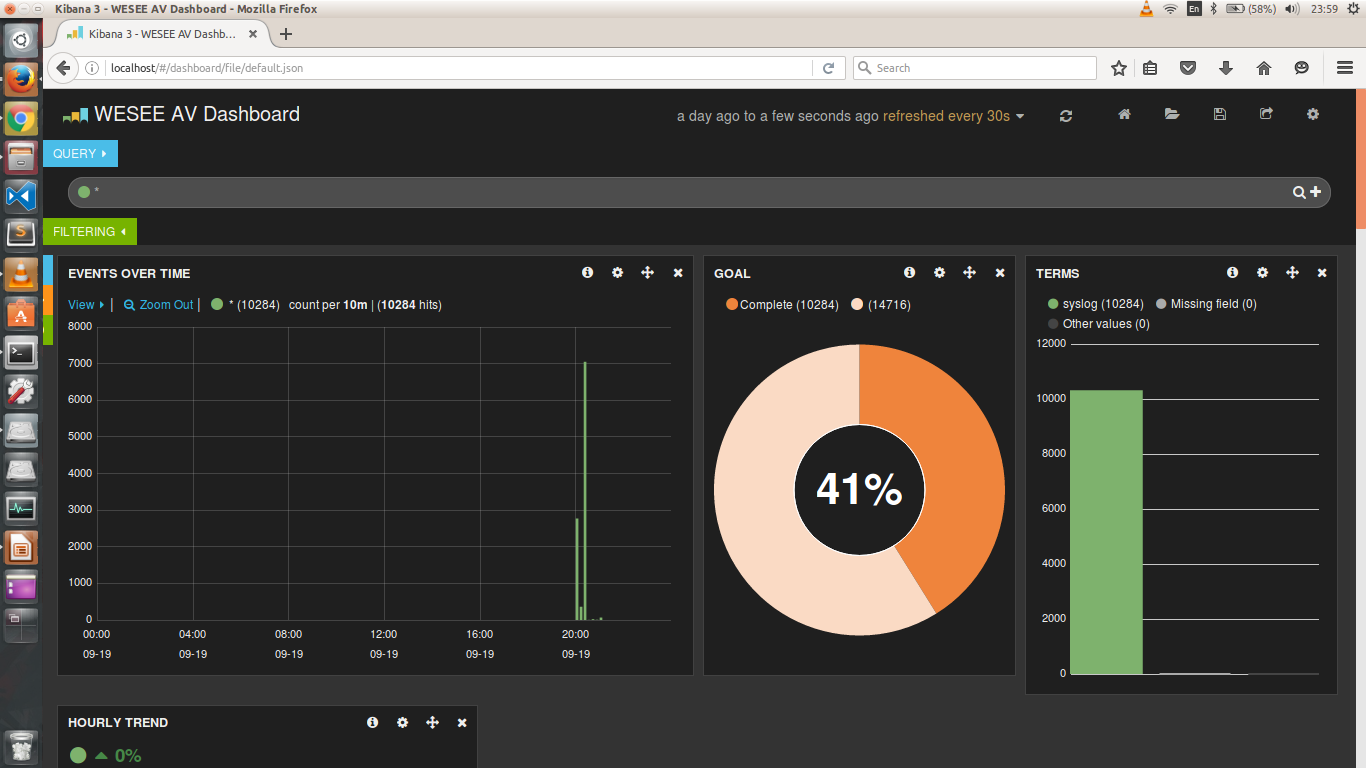 Kibana 3 - WESEE AV Dashboard - Mozilla Firefox
En
(58%)
23:59
Kibana 3 - WESEE AV Dashb...
localhost/#/dashboard/file/default.json
Search
WESEE AV Dashboard
a day ago to a few seconds ago refreshed every 30s
QUERY
*
FILTERING
EVENTS OVER TIME
View | Zoom Out | * (10284) count per 10m | (10284 hits)
8000
7000
6000
5000
4000
3000
2000
1000
0
00:00 04:00 08:00 12:00 16:00 20:00
09-19 09-19 09-19 09-19 09-19 09-19
GOAL
Complete (10284) (14716)
41%
TERMS
syslog (10284) Missing field (0)
Other values (0)
12000
10000
8000
6000
4000
2000
0
HOURLY TREND
0%